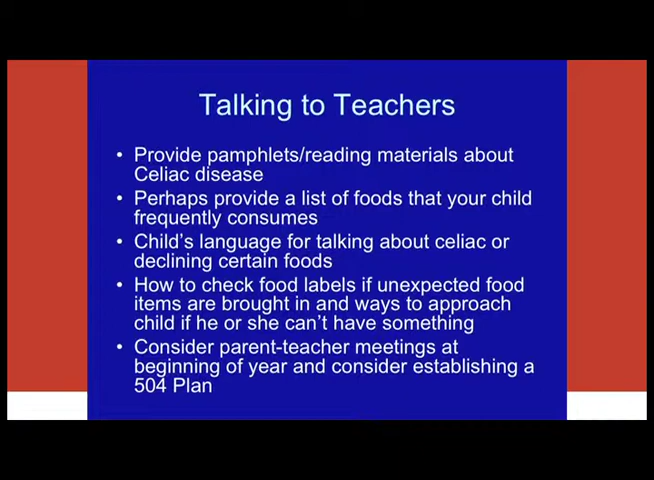 Talking to Teachers
• Provide pamphlets/reading materials about
Celiac disease
• Perhaps provide a list of foods that your child
frequently consumes
• Child's language for talking about celiac or
declining certain foods
• How to check food labels if unexpected food
items are brought in and ways to approach
child if he or she can't have something
• Consider parent-teacher meetings at
beginning of year and consider establishing a
504 Plan